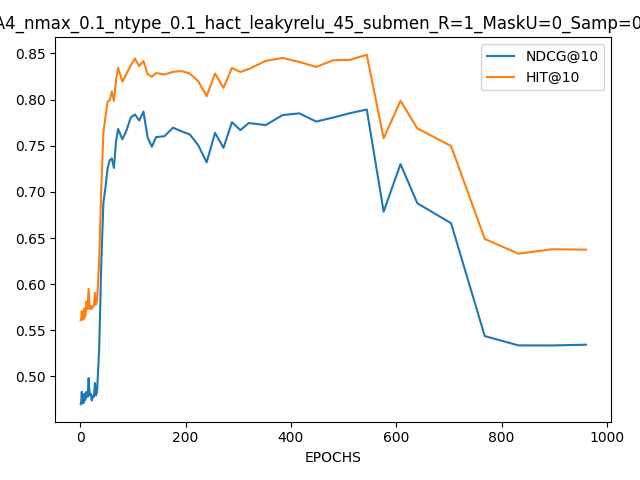 A4_nmax_0.1_ntype_0.1_hact_leakyrelu_45_submen_R=1_MaskU=0_Samp=0
NDCG@10
HIT@10
0.85
0.80
0.75
0.70
0.65
0.60
0.55
0.50
0 200 400 600 800 1000
EPOCHS